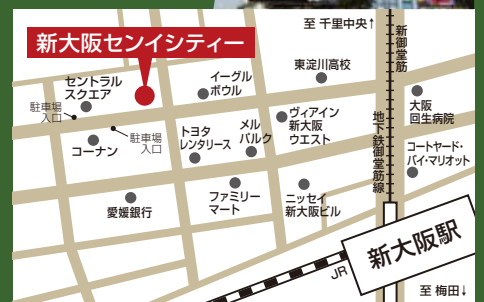 至 千里中央↑
新御堂筋
新大阪センイシティー
東淀川高校
セントラル
スクエア
イーグル
ボウル
駐車場
入口
大阪
回生病院
ヴィアイン
新大阪
ウエスト
地下鉄御堂筋線
駐車場
入口
コーナン
トヨタ
レンタリース
メル
パルク
コートヤード・
バイ・マリオット
愛媛銀行
ファミリー
マート
ニッセイ
新大阪ビル
新大阪駅
JR
至 梅田↓